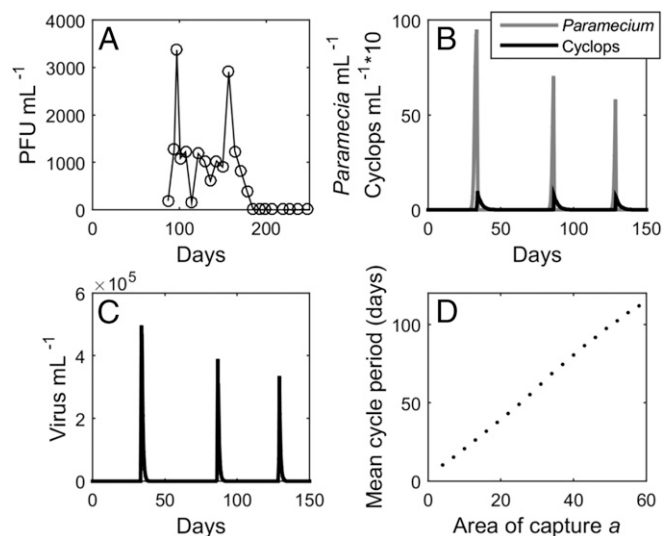 A
4000
3000
2000
1000
0
PFU mL⁻¹
0
100
200
Days
B
Paramecium
Cyclops
100
50
0
Paramecia mL⁻¹
Cyclops mL⁻¹*10
0
50
100
150
Days
C
× 10⁵
6
4
2
0
Virus mL⁻¹
0
50
100
150
Days
D
100
50
0
Mean cycle period (days)
0
20
40
60
Area of capture a